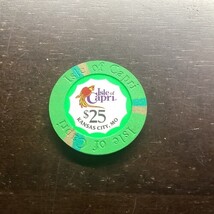 Isle of Capri
Isle of
Capri
$25
KANSAS CITY, MO
Isle of Capri